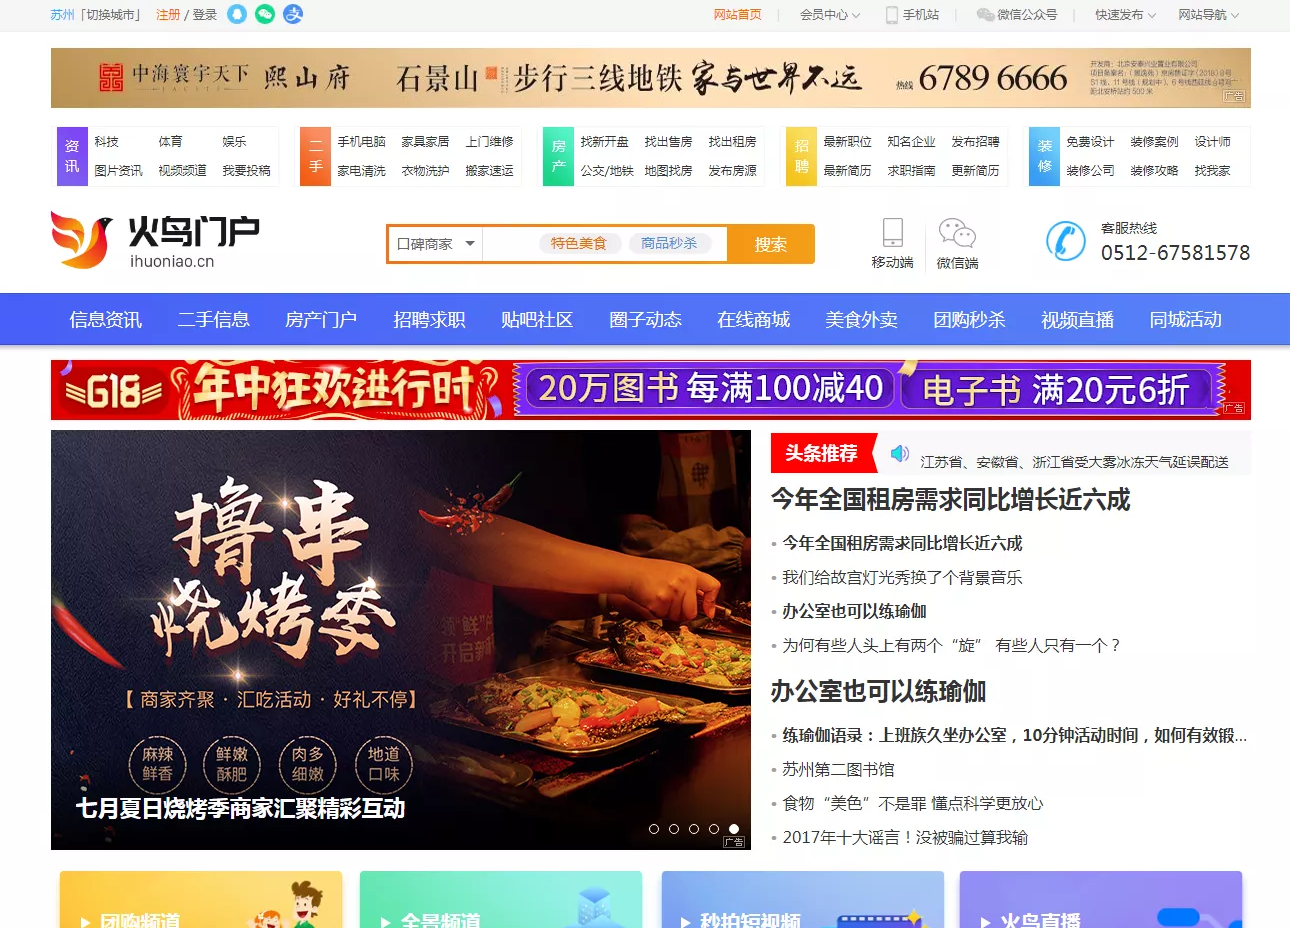 苏州「切换城市」 注册 / 登录
网站首页 会员中心 手机站 微信公众号 快速发布 网站导航
中海寰宇天下 熙山府 石景山 步行三线地铁 家与世界不远 热线 6789 6666
广告
资讯 科技 体育 娱乐
图片资讯 视频频道 我要投稿
二手 手机电脑 家具家居 上门维修
家电清洗 衣物洗护 搬家速运
房产 找新开盘 找出售房 找出租房
公交/地铁 地图找房 发布房源
招聘 最新职位 知名企业 发布招聘
最新简历 求职指南 更新简历
装修 免费设计 装修案例 设计师
装修公司 装修攻略 找我家
火鸟门户
ihuoniao.cn
口碑商家 特色美食 商品秒杀 搜索
移动端 微信端
客服热线
0512-67581578
信息资讯 二手信息 房产门户 招聘求职 贴吧社区 圈子动态 在线商城 美食外卖 团购秒杀 视频直播 同城活动
G18 年中狂欢进行时 20万图书 每满100减40 电子书 满20元6折
广告
撸串
烧烤季
【 商家齐聚 · 汇吃活动 · 好礼不停】
麻辣鲜香 鲜嫩酥肥 肉多细嫩 地道口味
七月夏日烧烤季商家汇聚精彩互动
广告
头条推荐 江苏省、安徽省、浙江省受大雾冰冻天气延误配送
今年全国租房需求同比增长近六成
今年全国租房需求同比增长近六成
我们给故宫灯光秀换了个背景音乐
办公室也可以练瑜伽
为何有些人头上有两个“旋” 有些人只有一个？
办公室也可以练瑜伽
练瑜伽语录：上班族久坐办公室，10分钟活动时间，如何有效锻...
苏州第二图书馆
食物“美色”不是罪 懂点科学更放心
2017年十大谣言！没被骗过算我输
团购频道 全景频道 秒拍短视频 火鸟直播